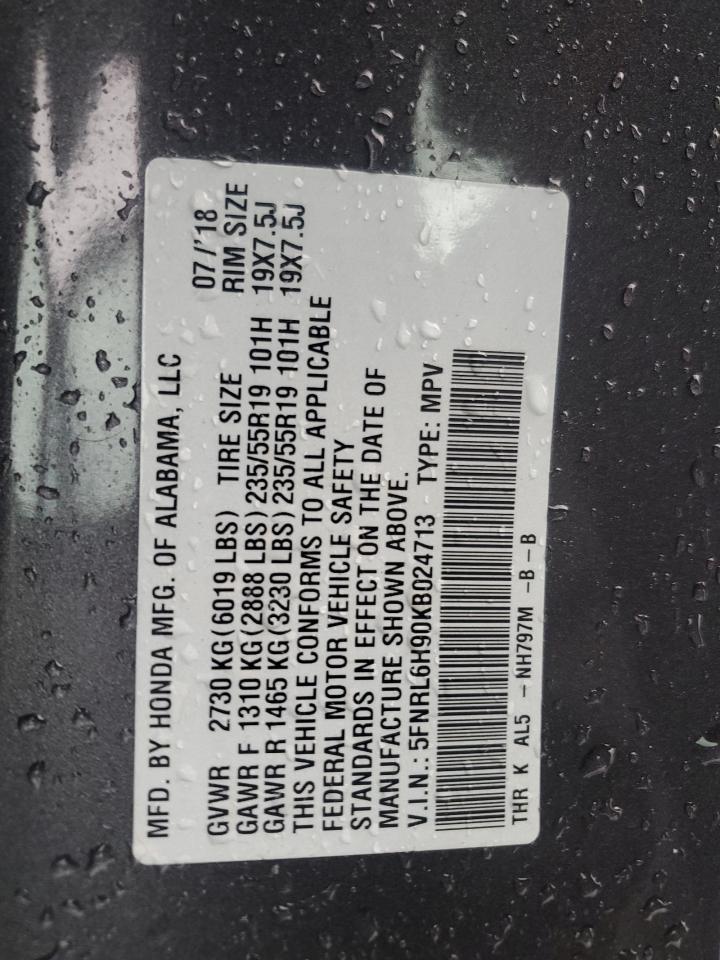 MFD. BY HONDA MFG. OF ALABAMA, LLC
07/'18
GVWR 2730 KG(6019 LBS) TIRE SIZE RIM SIZE
GAWR F 1310 KG(2888 LBS) 235/55R19 101H 19X7.5J
GAWR R 1465 KG(3230 LBS) 235/55R19 101H 19X7.5J
THIS VEHICLE CONFORMS TO ALL APPLICABLE
FEDERAL MOTOR VEHICLE SAFETY
STANDARDS IN EFFECT ON THE DATE OF
MANUFACTURE SHOWN ABOVE.
V.I.N.: 5FNRL6H90KB024713 TYPE: MPV
THR K AL5 -NH797M -B-B